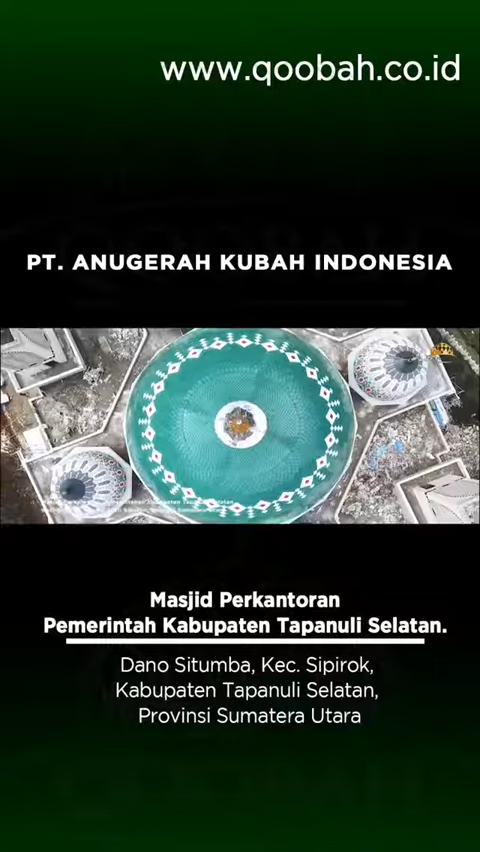 www.qoobah.co.id
PT. ANUGERAH KUBAH INDONESIA
Masjid Perkantoran
Pemerintah Kabupaten Tapanuli Selatan.
Dano Situmba, Kec. Sipirok,
Kabupaten Tapanuli Selatan,
Provinsi Sumatera Utara